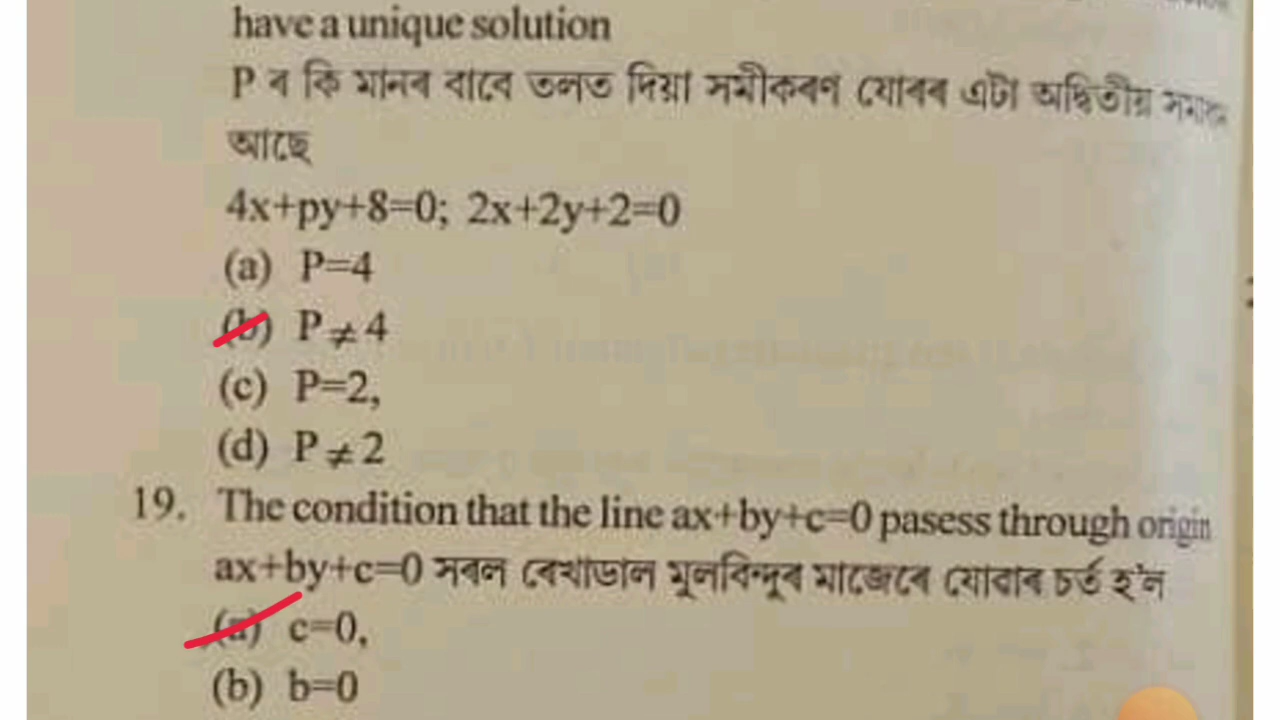 have a unique solution
P ৰ কি মানৰ বাবে তলত দিয়া সমীকৰণ যোৰৰ এটা অদ্বিতীয় সমাধান
আছে
4x+py+8=0; 2x+2y+2=0
(a) P=4
(b) P≠4
(c) P=2,
(d) P≠2
19. The condition that the line ax+by+c=0 pasess through origin
ax+by+c=0 সৰল ৰেখাডাল মূলবিন্দুৰ মাজেৰে যোৱাৰ চৰ্ত হ'ল
(a) c=0,
(b) b=0